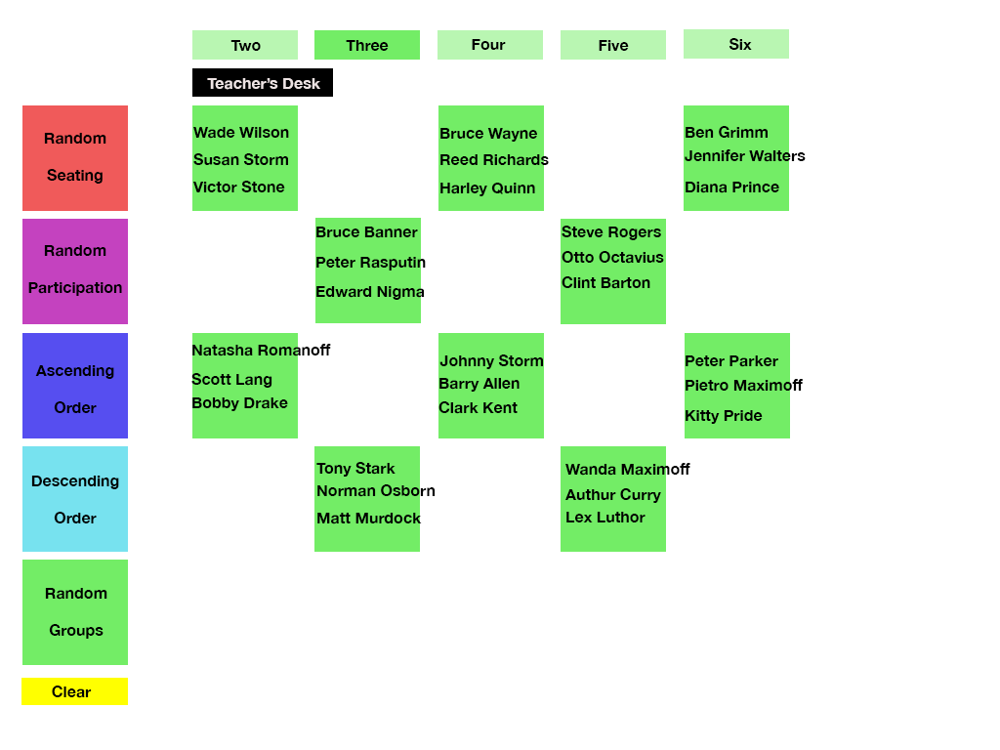 Two
Three
Four
Five
Six
Teacher's Desk
Random
Seating
Wade Wilson
Susan Storm
Victor Stone
Bruce Wayne
Reed Richards
Harley Quinn
Ben Grimm
Jennifer Walters
Diana Prince
Random
Participation
Bruce Banner
Peter Rasputin
Edward Nigma
Steve Rogers
Otto Octavius
Clint Barton
Ascending
Order
Natasha Romanoff
Scott Lang
Bobby Drake
Johnny Storm
Barry Allen
Clark Kent
Peter Parker
Pietro Maximoff
Kitty Pride
Descending
Order
Tony Stark
Norman Osborn
Matt Murdock
Wanda Maximoff
Authur Curry
Lex Luthor
Random
Groups
Clear